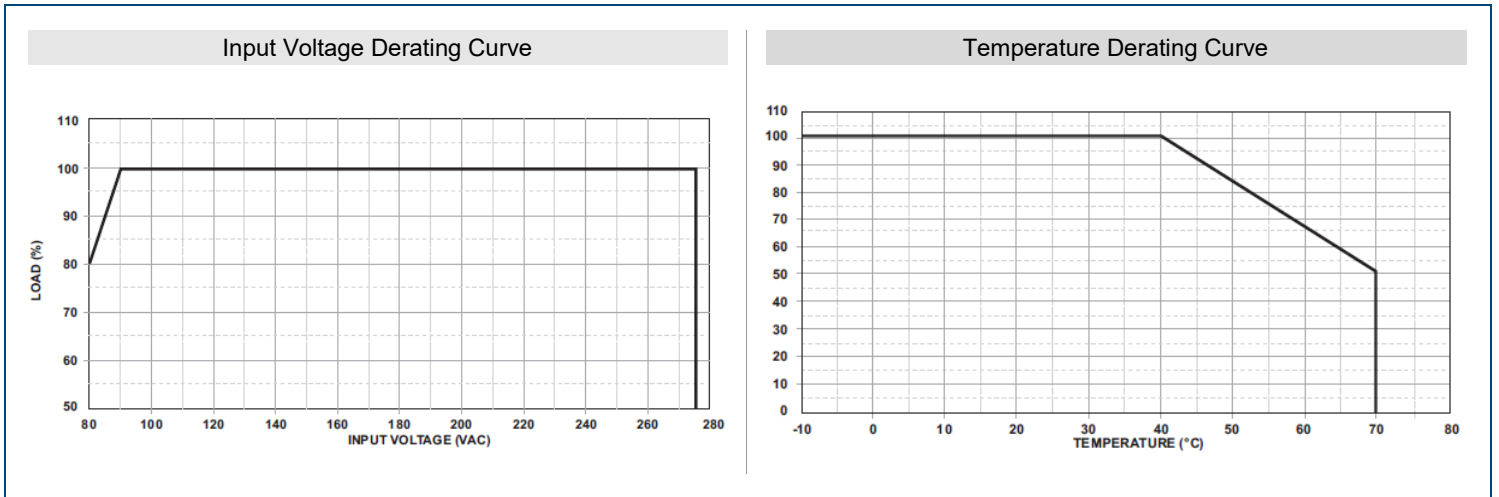 Input Voltage Derating Curve
110
100
90
80
70
60
50
LOAD (%)
80 100 120 140 160 180 200 220 240 260 280
INPUT VOLTAGE (VAC)
Temperature Derating Curve
110
100
90
80
70
60
50
40
30
20
10
0
-10 0 10 20 30 40 50 60 70 80
TEMPERATURE (°C)